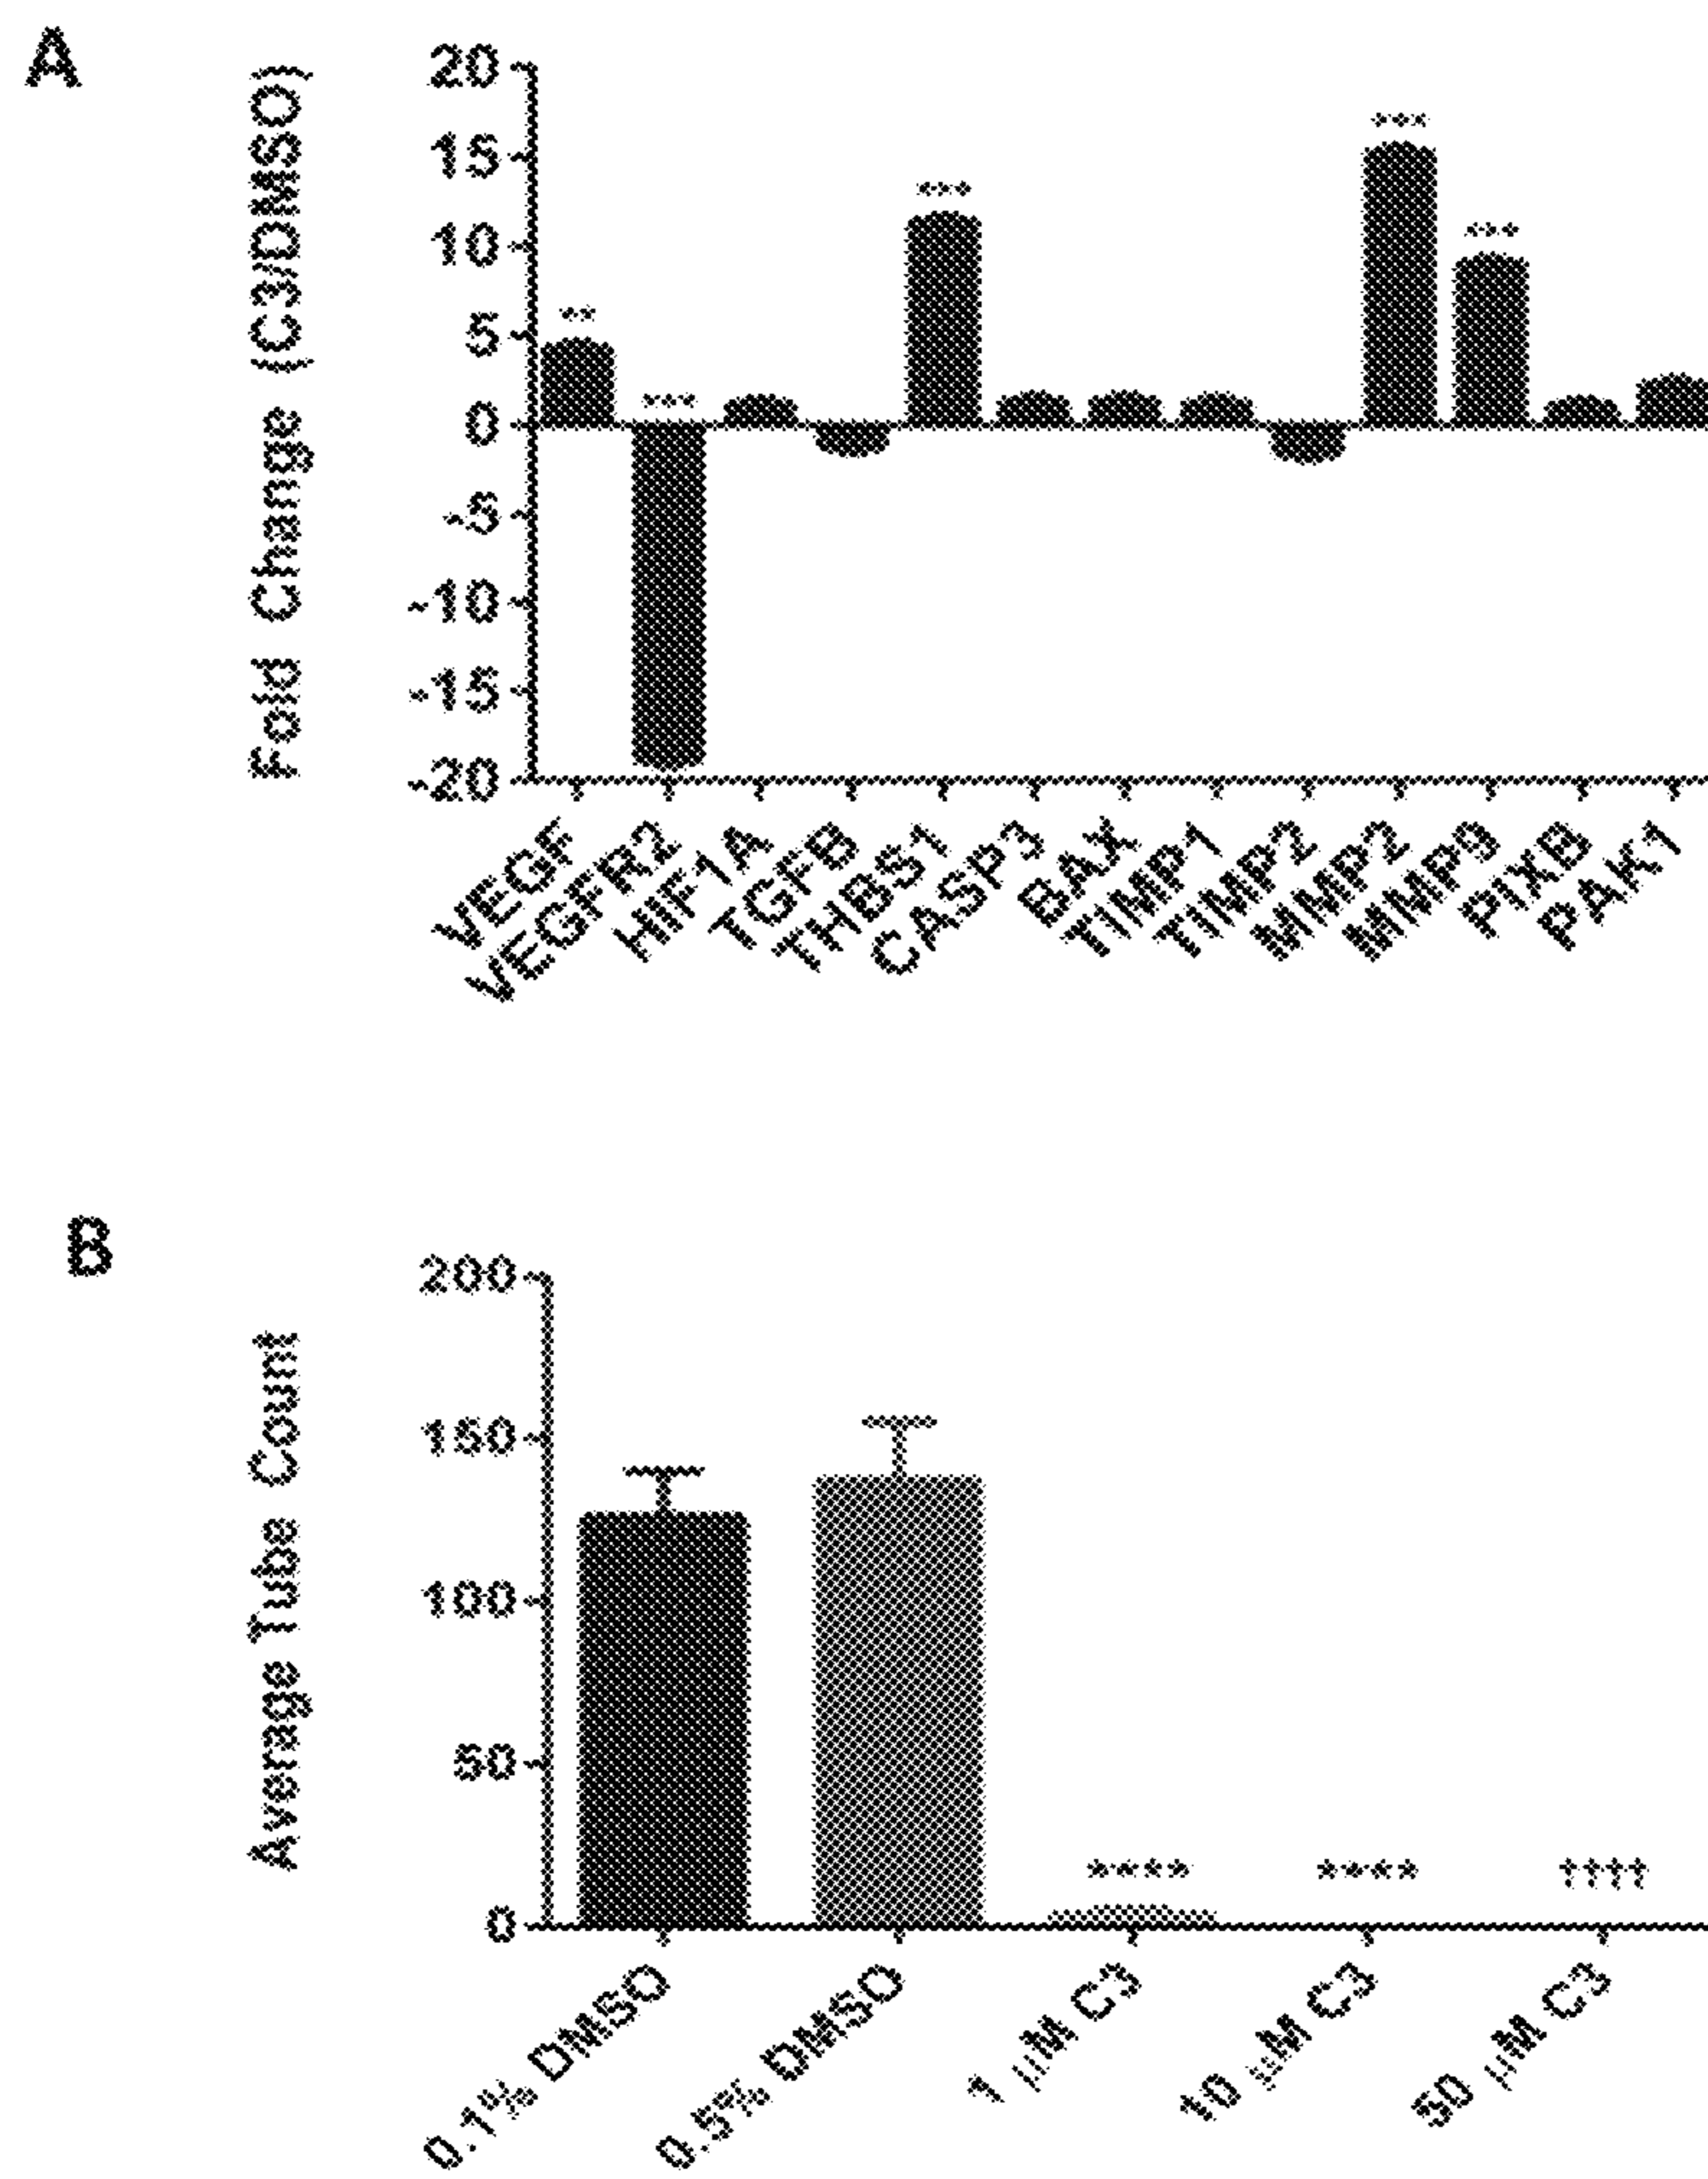 A
Fold Change (C3/DMSO)
20
15
10
5
0
-5
-10
-15
-20
**
***
***
***
***
VEGF
VEGFR2
HIF1A
TGFB
THBS1
CASP3
BAX
TIMP1
TIMP2
MMP2
MMP9
PIXB
PAK1
B
Average Tube Count
200
150
100
50
0
****
****
††††
0.1% DMSO
0.5% DMSO
1 µM C3
10 µM C3
50 µM C3